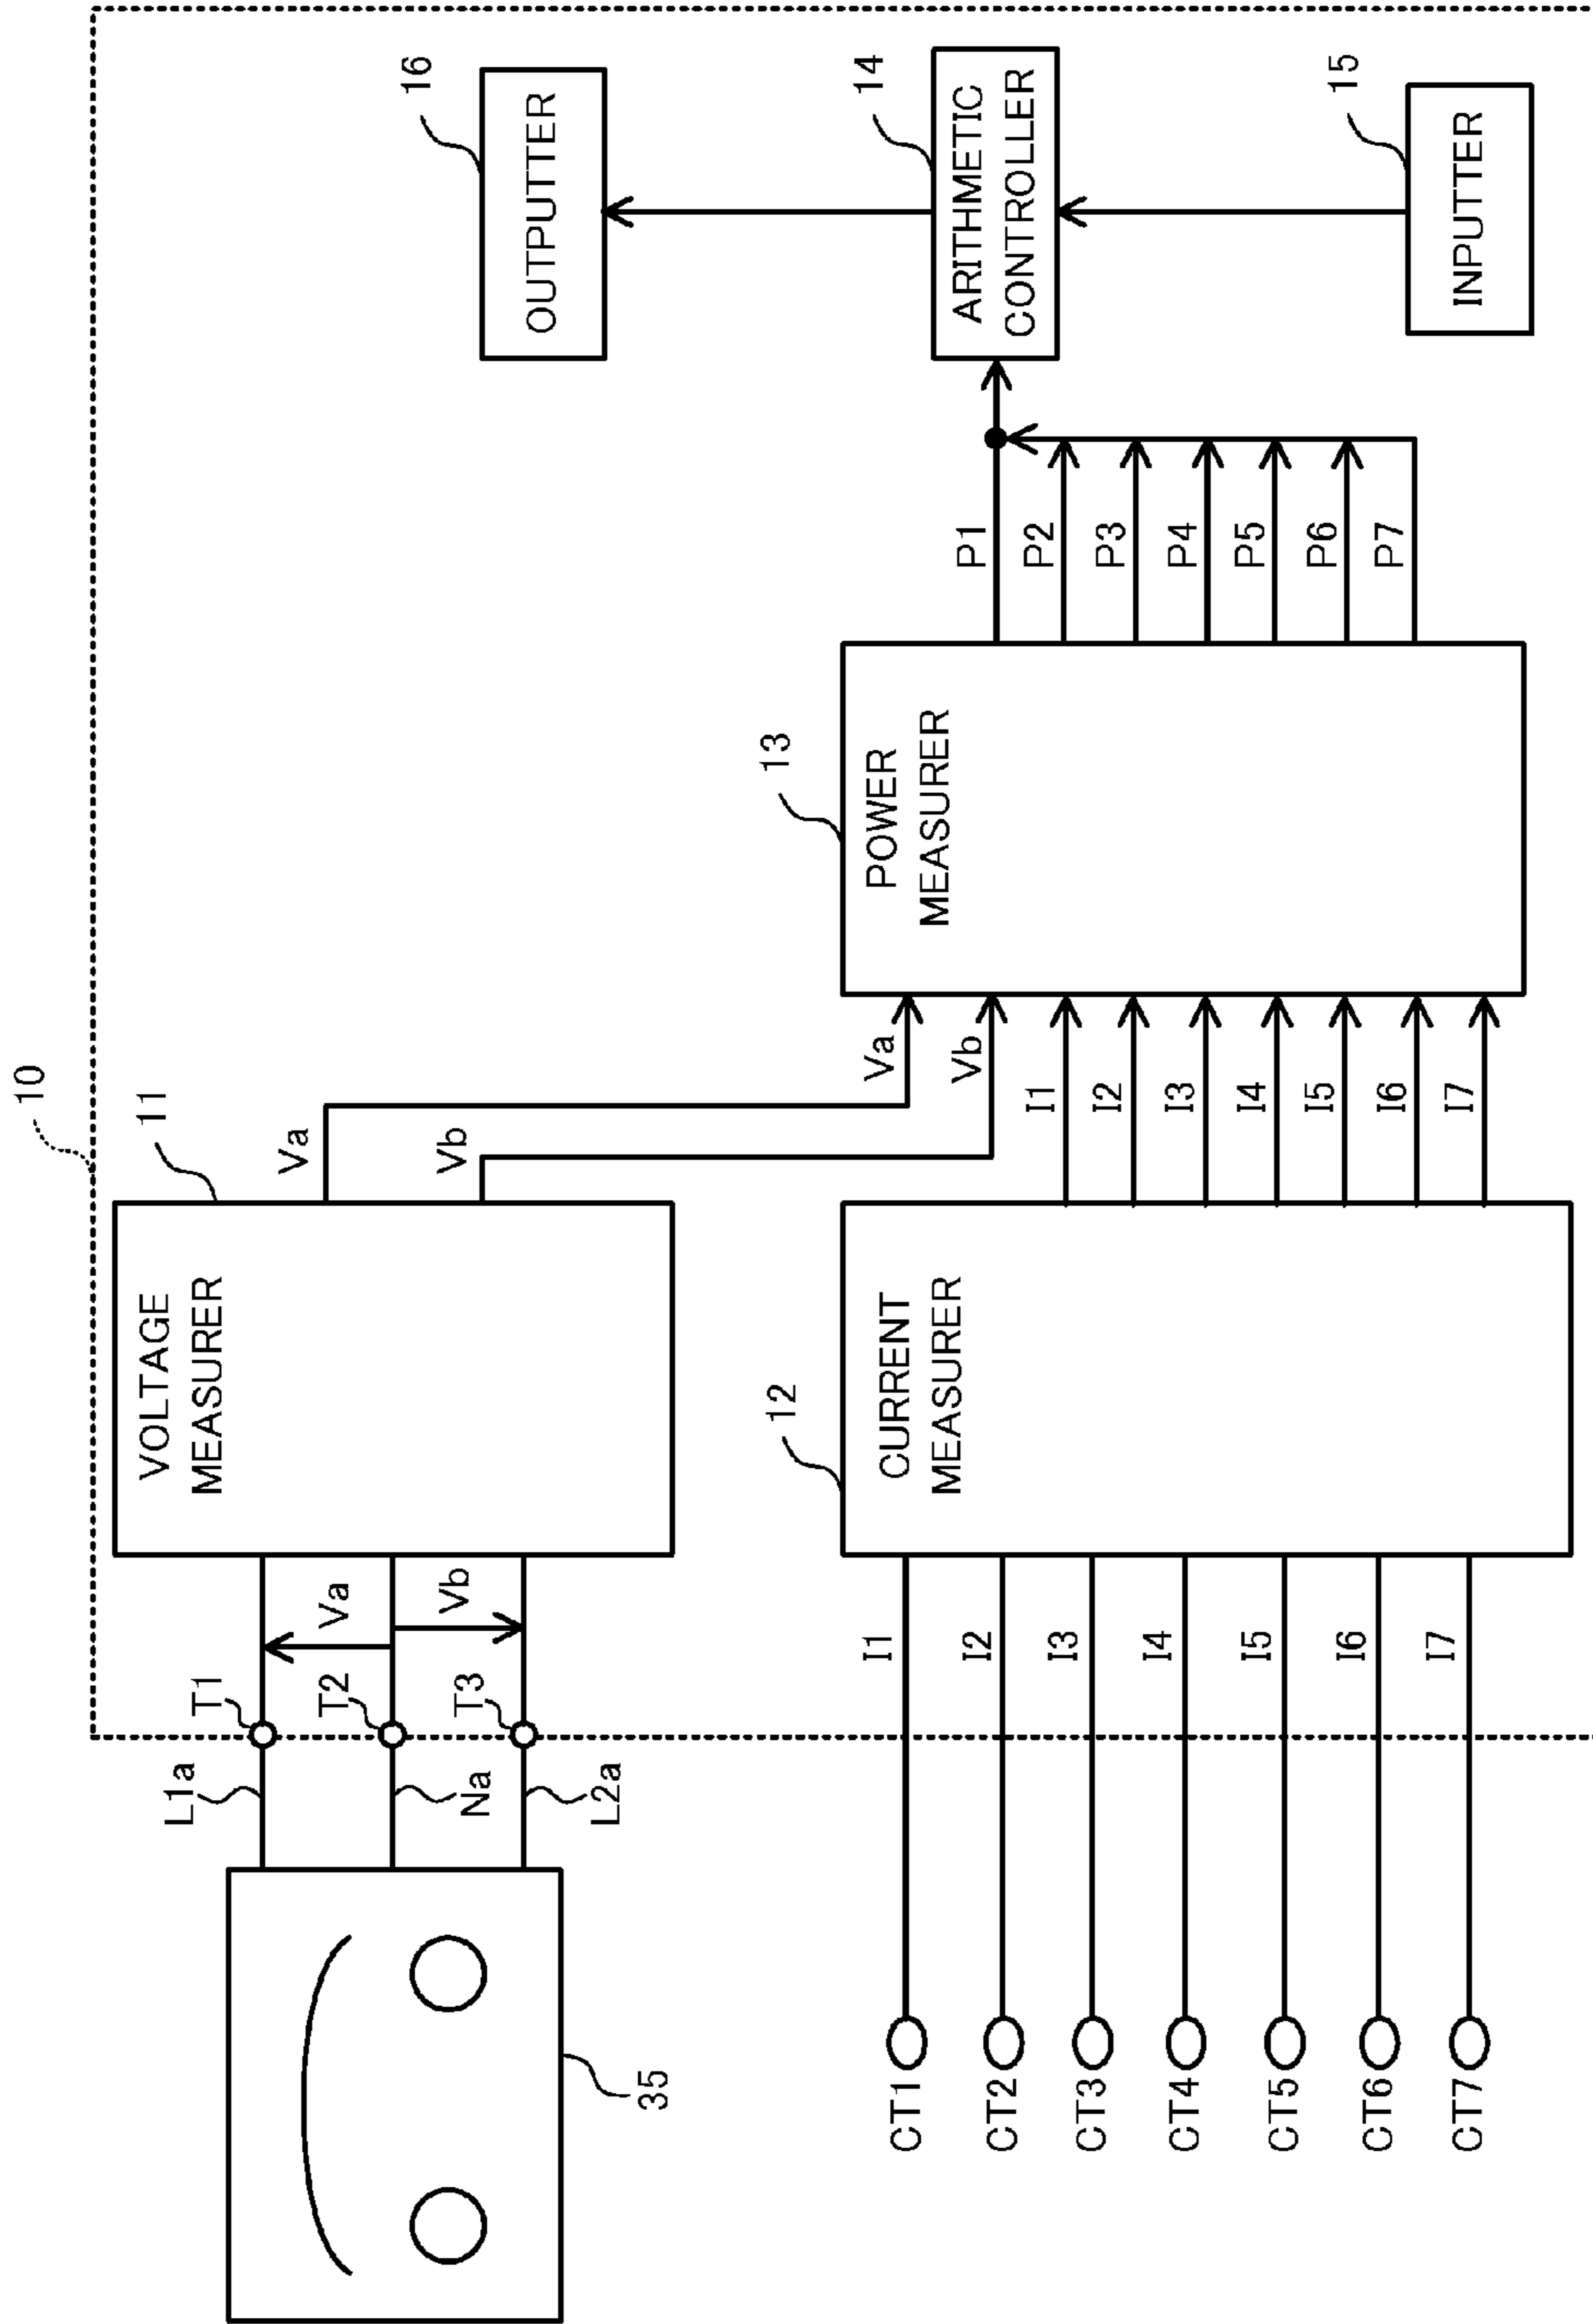 10
L1a
T1
Va
Na
T2
Vb
L2a
T3
35
VOLTAGE
MEASURER
11
Va
Vb
Va
Vb
CT1
CT2
CT3
CT4
CT5
CT6
CT7
I1
I2
I3
I4
I5
I6
I7
12
CURRENT
MEASURER
I1
I2
I3
I4
I5
I6
I7
13
POWER
MEASURER
P1
P2
P3
P4
P5
P6
P7
16
OUTPUTTER
14
ARITHMETIC
CONTROLLER
15
INPUTTER